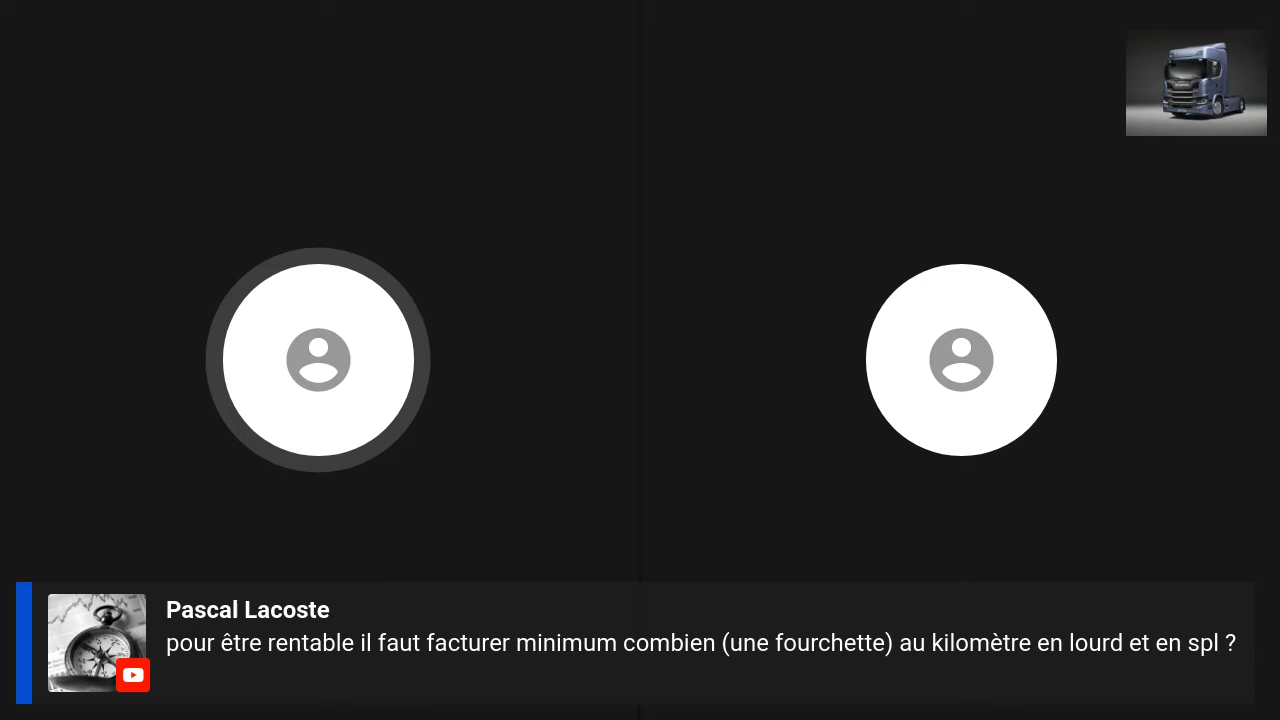 Pascal Lacoste
pour être rentable il faut facturer minimum combien (une fourchette) au kilomètre en lourd et en spl ?